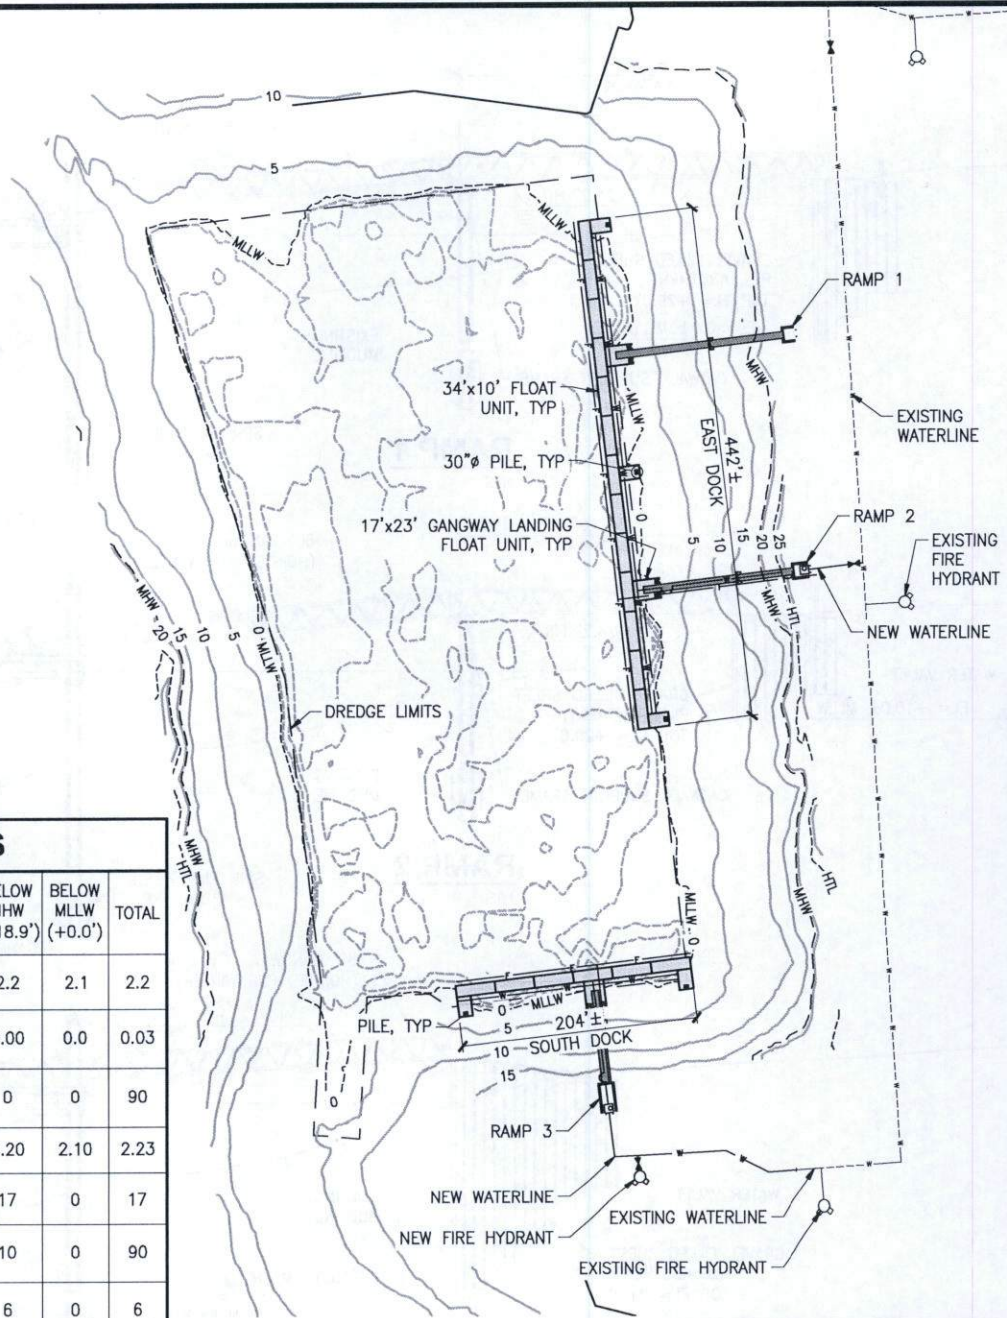 10
5
MLLW
MLLW
RAMP 1
MHW
34'x10' FLOAT
UNIT, TYP
MLLW
442'±
EAST DOCK
EXISTING
WATERLINE
30"ø PILE, TYP
0
17'x23' GANGWAY LANDING
FLOAT UNIT, TYP
5
10
15
20
25
RAMP 2
EXISTING
FIRE
HYDRANT
MHW
HTL
NEW WATERLINE
MHW = 20
15
10
5
0
MLLW
DREDGE LIMITS
MHW
HTL
MHW
HTL
MLLW
0
S
BELOW
MLLW
(+0.0')
TOTAL
18.9')
2.2
2.1
2.2
.00
0.0
0.03
0
0
90
.20
2.10
2.23
17
0
17
10
0
90
6
0
6
PILE, TYP
0
MLLW
5
204'±
10
SOUTH DOCK
15
0
RAMP 3
NEW WATERLINE
NEW FIRE HYDRANT
EXISTING WATERLINE
EXISTING FIRE HYDRANT